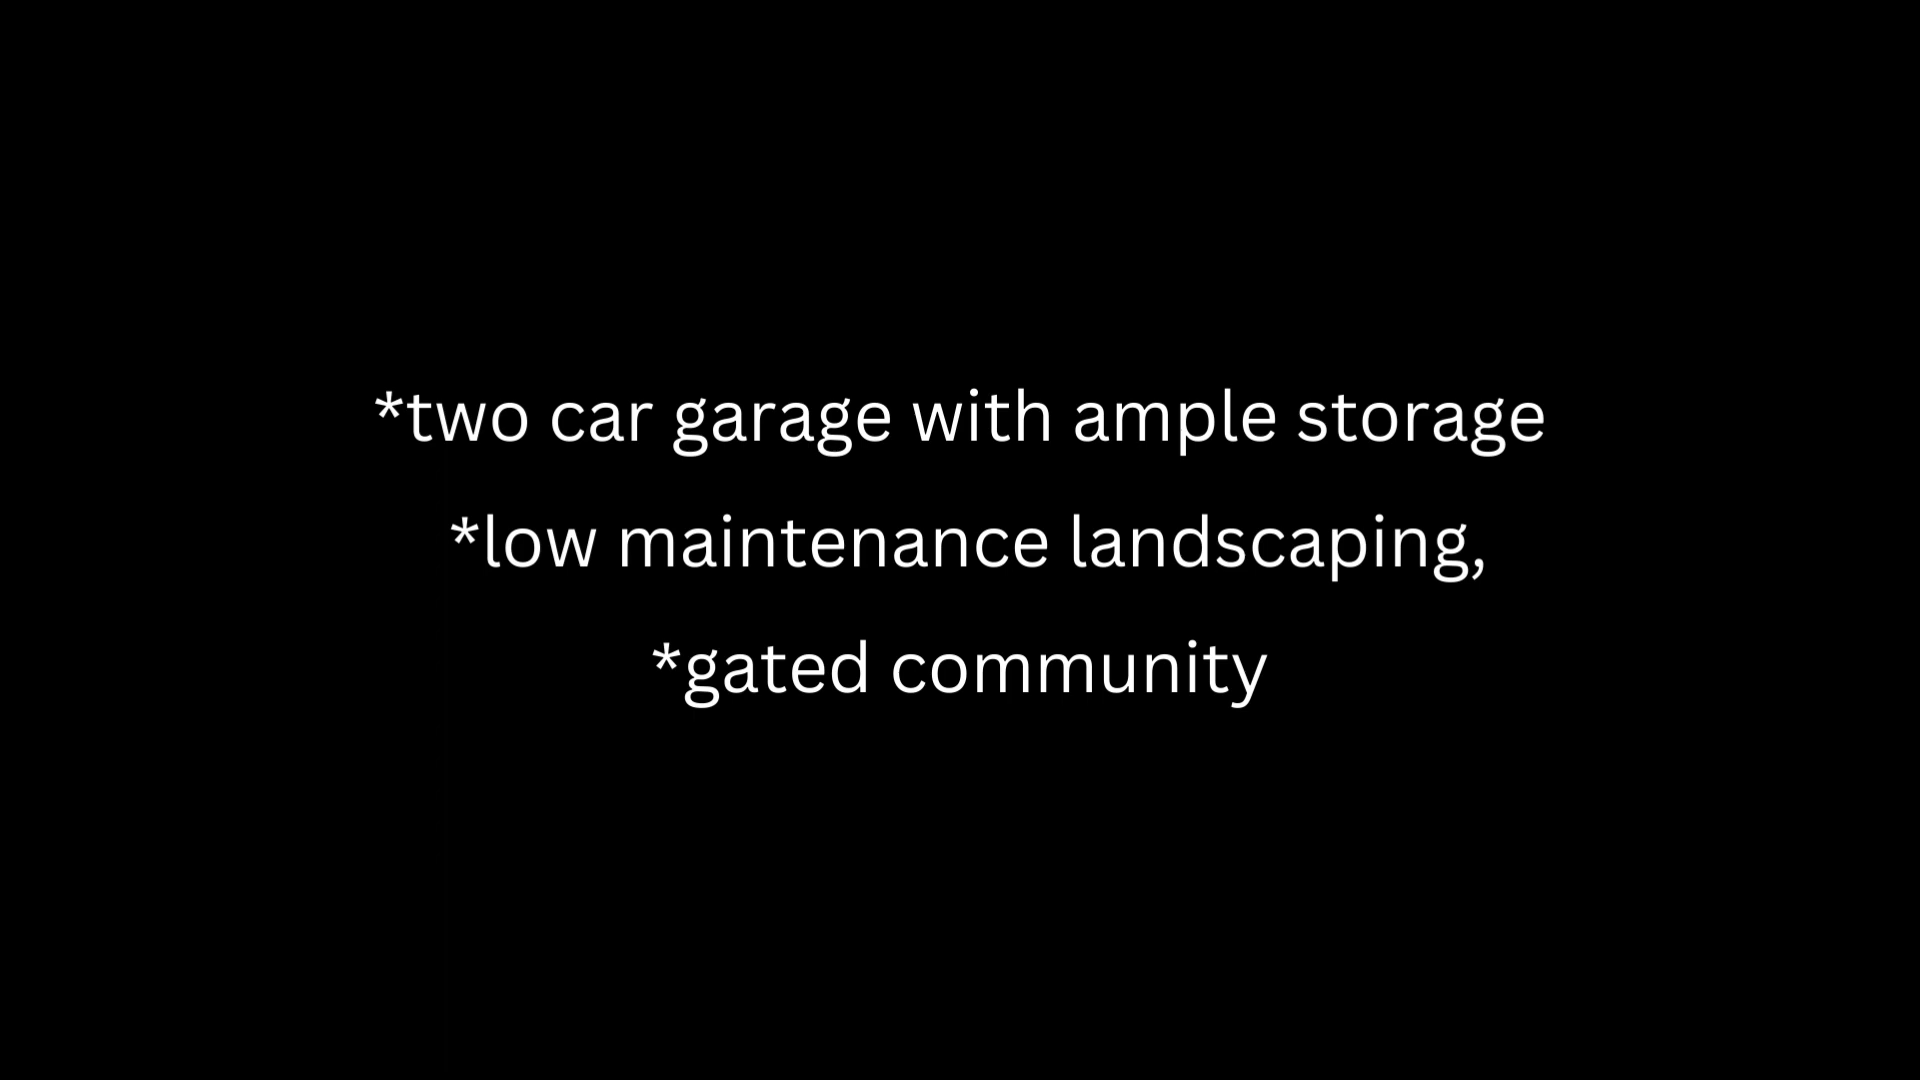 *two car garage with ample storage
*low maintenance landscaping,
*gated community